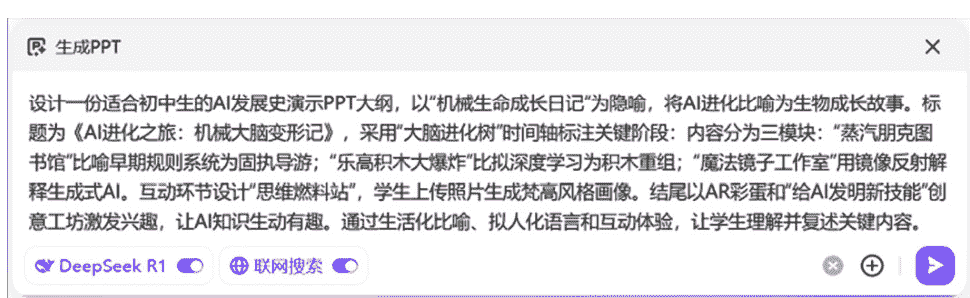 生成PPT
设计一份适合初中生的AI发展史演示PPT大纲，以“机械生命成长日记”为隐喻，将AI进化比喻为生物成长故事。标
题为《AI进化之旅：机械大脑变形记》，采用“大脑进化树”时间轴标注关键阶段：内容分为三模块：“蒸汽朋克图
书馆”比喻早期规则系统为固执导游；“乐高积木大爆炸”比拟深度学习为积木重组；“魔法镜子工作室”用镜像反射解
释生成式AI。互动环节设计“思维燃料站”，学生上传照片生成梵高风格画像。结尾以AR彩蛋和“给AI发明新技能”创
意工坊激发兴趣，让AI知识生动有趣。通过生活化比喻、拟人化语言和互动体验，让学生理解并复述关键内容。
DeepSeek R1 联网搜索